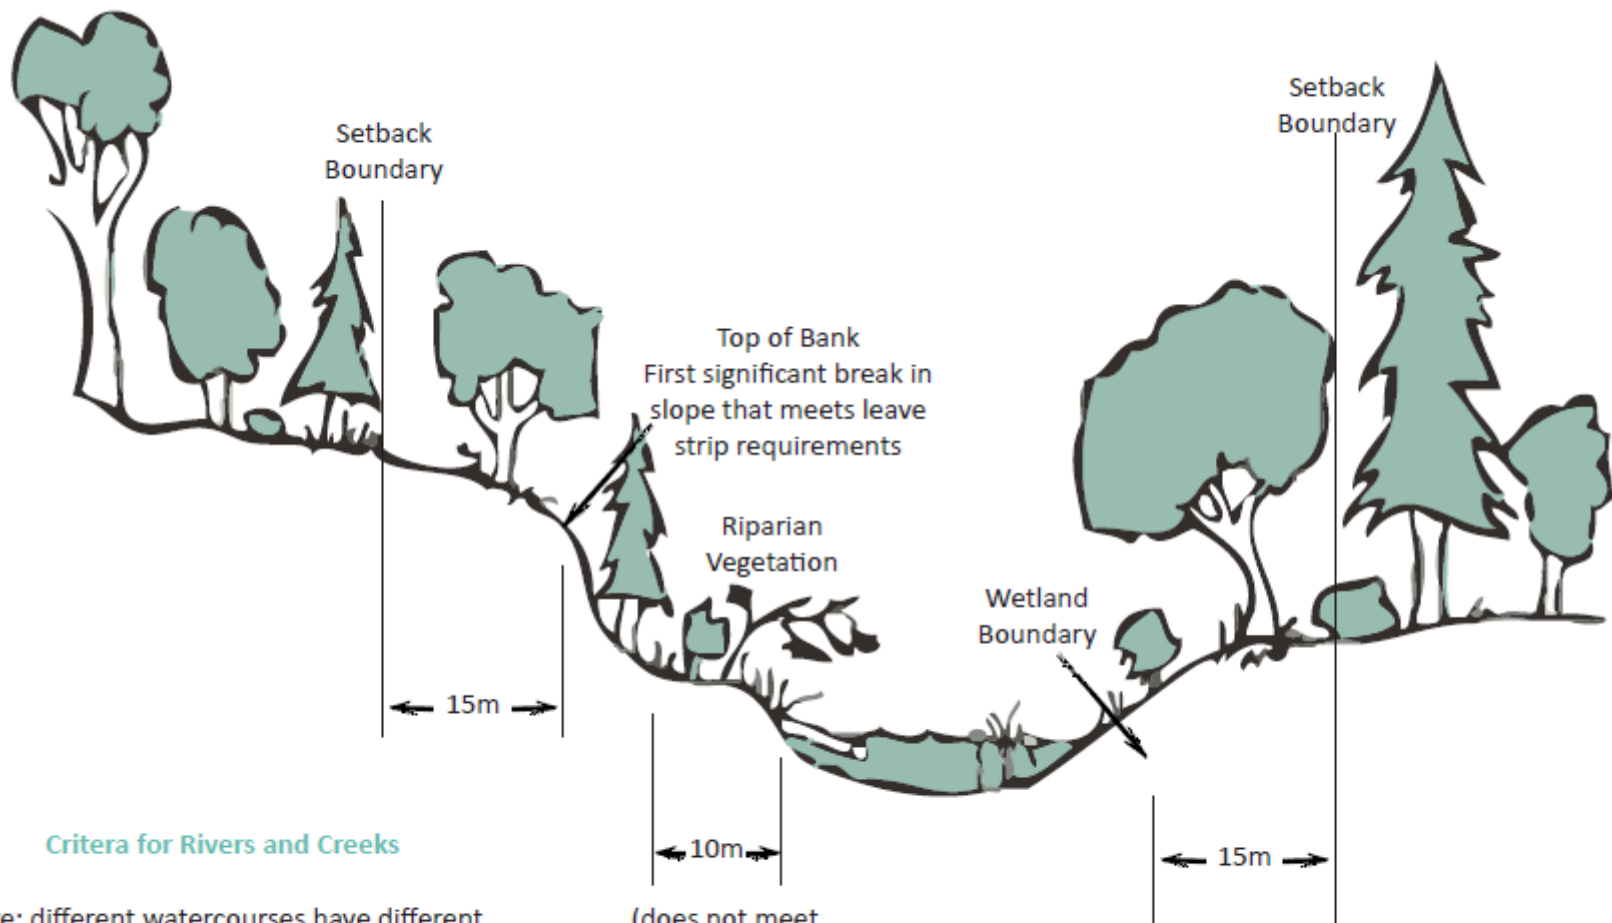 Setback
Boundary
Setback
Boundary
Top of Bank
First significant break in
slope that meets leave
strip requirements
Riparian
Vegetation
Wetland
Boundary
15m
10m
15m
Critera for Rivers and Creeks
different watercourses have different
(does not meet